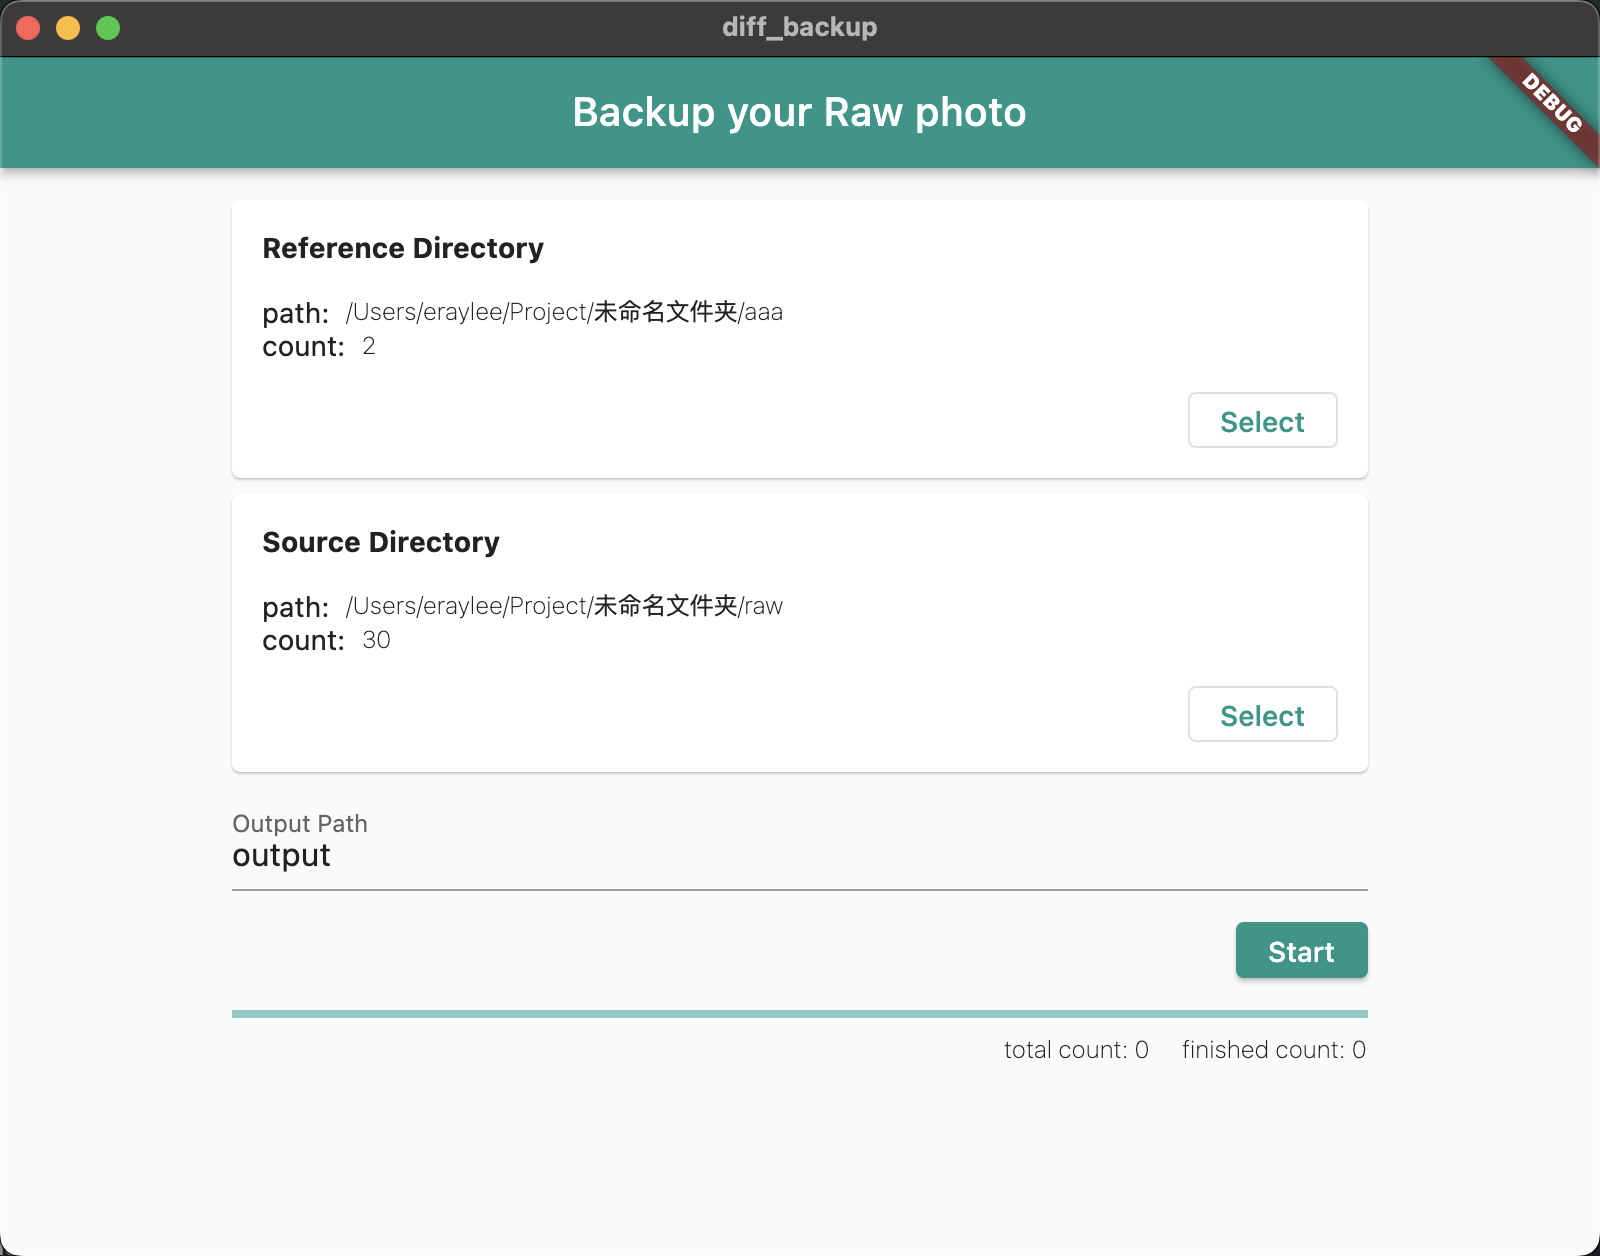 diff_backup
DEBUG
Backup your Raw photo
Reference Directory
path: /Users/eraylee/Project/未命名文件夹/aaa
count: 2
Select
Source Directory
path: /Users/eraylee/Project/未命名文件夹/raw
count: 30
Select
Output Path
output
Start
total count: 0 finished count: 0